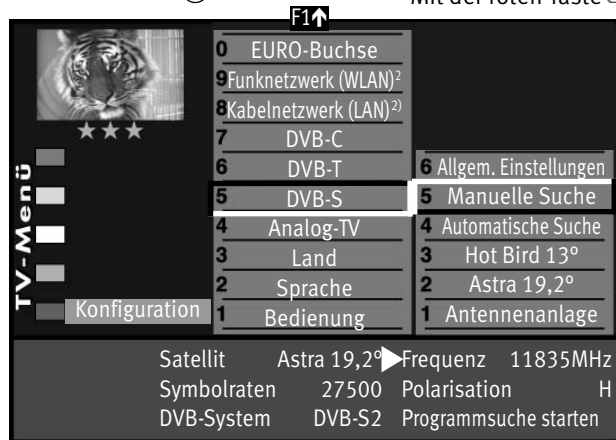 Mit der roten Taste
F1
0 EURO-Buchse
9 Funknetzwerk (WLAN)2
8 Kabelnetzwerk (LAN)2)
7 DVB-C
6 DVB-T
5 DVB-S
4 Analog-TV
3 Land
2 Sprache
1 Bedienung
6 Allgem. Einstellungen
5 Manuelle Suche
4 Automatische Suche
3 Hot Bird 13°
2 Astra 19,2°
1 Antennenanlage
TV-Menü
Konfiguration
Satellit Astra 19,2° Frequenz 11835MHz
Symbolraten 27500 Polarisation H
DVB-System DVB-S2 Programmsuche starten